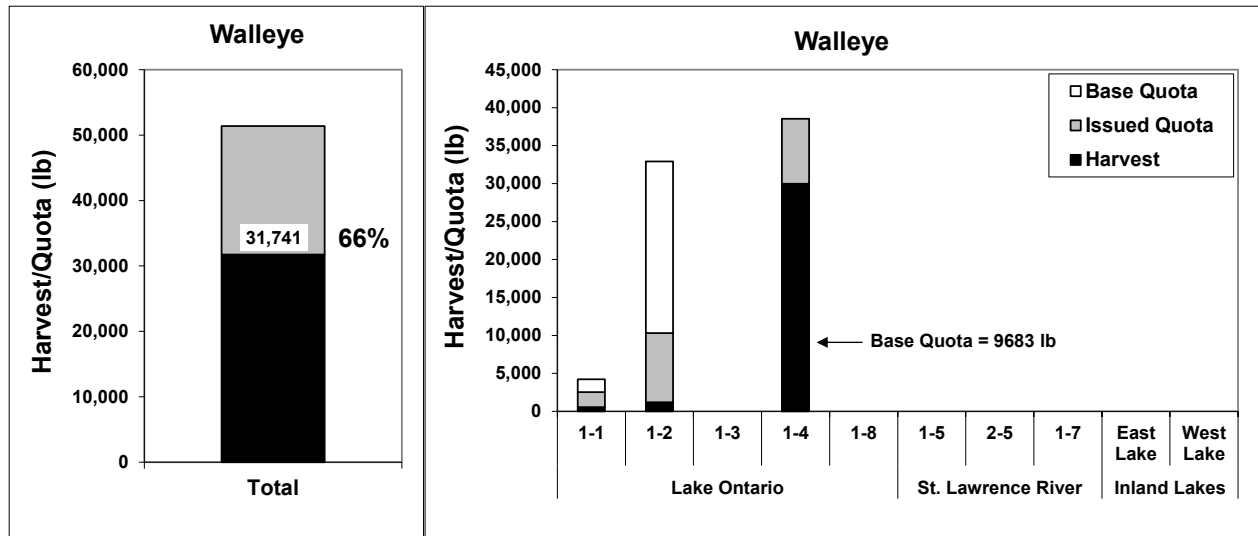 Walleye
60,000
50,000
40,000
30,000
20,000
10,000
0
Harvest/Quota (lb)
31,741
66%
Total
Walleye
45,000
40,000
35,000
30,000
25,000
20,000
15,000
10,000
5,000
0
Harvest/Quota (lb)
Base Quota
Issued Quota
Harvest
Base Quota = 9683 lb
1-1 1-2 1-3 1-4 1-8 1-5 2-5 1-7 East Lake West Lake
Lake Ontario St. Lawrence River Inland Lakes